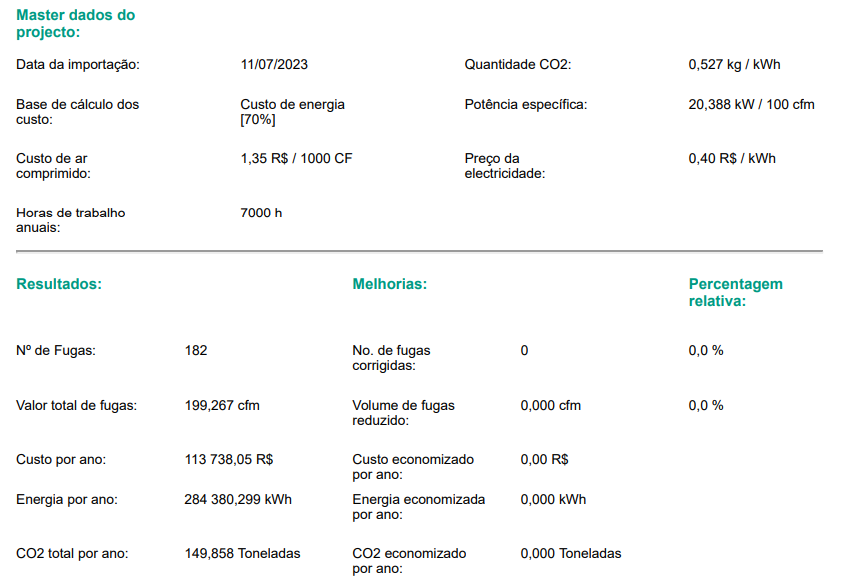 Master dados do
projecto:
Data da importação: 11/07/2023 Quantidade CO2: 0,527 kg / kWh
Base de cálculo dos
custo: Custo de energia
[70%] Potência específica: 20,388 kW / 100 cfm
Custo de ar
comprimido: 1,35 R$ / 1000 CF Preço da
electricidade: 0,40 R$ / kWh
Horas de trabalho
anuais: 7000 h
Resultados: Melhorias: Percentagem
relativa:
Nº de Fugas: 182 No. de fugas
corrigidas: 0 0,0 %
Valor total de fugas: 199,267 cfm Volume de fugas
reduzido: 0,000 cfm 0,0 %
Custo por ano: 113 738,05 R$ Custo economizado
por ano: 0,00 R$
Energia por ano: 284 380,299 kWh Energia economizada
por ano: 0,000 kWh
CO2 total por ano: 149,858 Toneladas CO2 economizado
por ano: 0,000 Toneladas